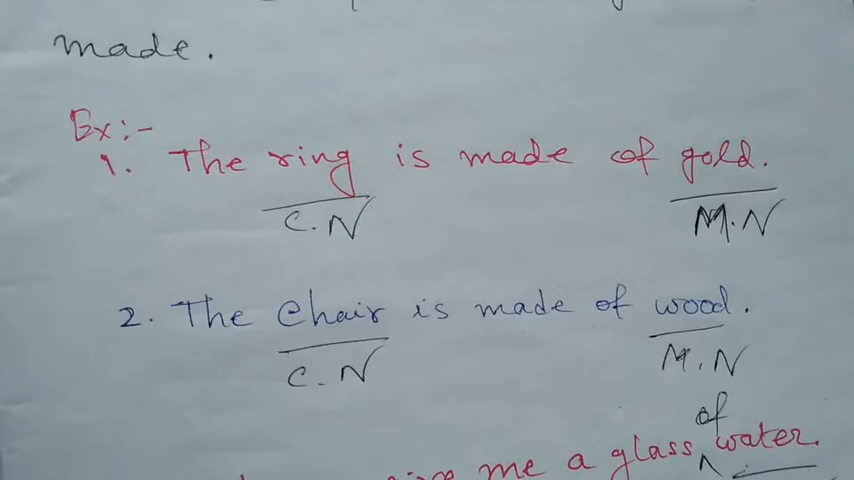 made.
Ex:-
1. The ring is made of gold.
C.N M.N
2. The Chair is made of wood.
C.N M.N
of
me a glass ^ water.